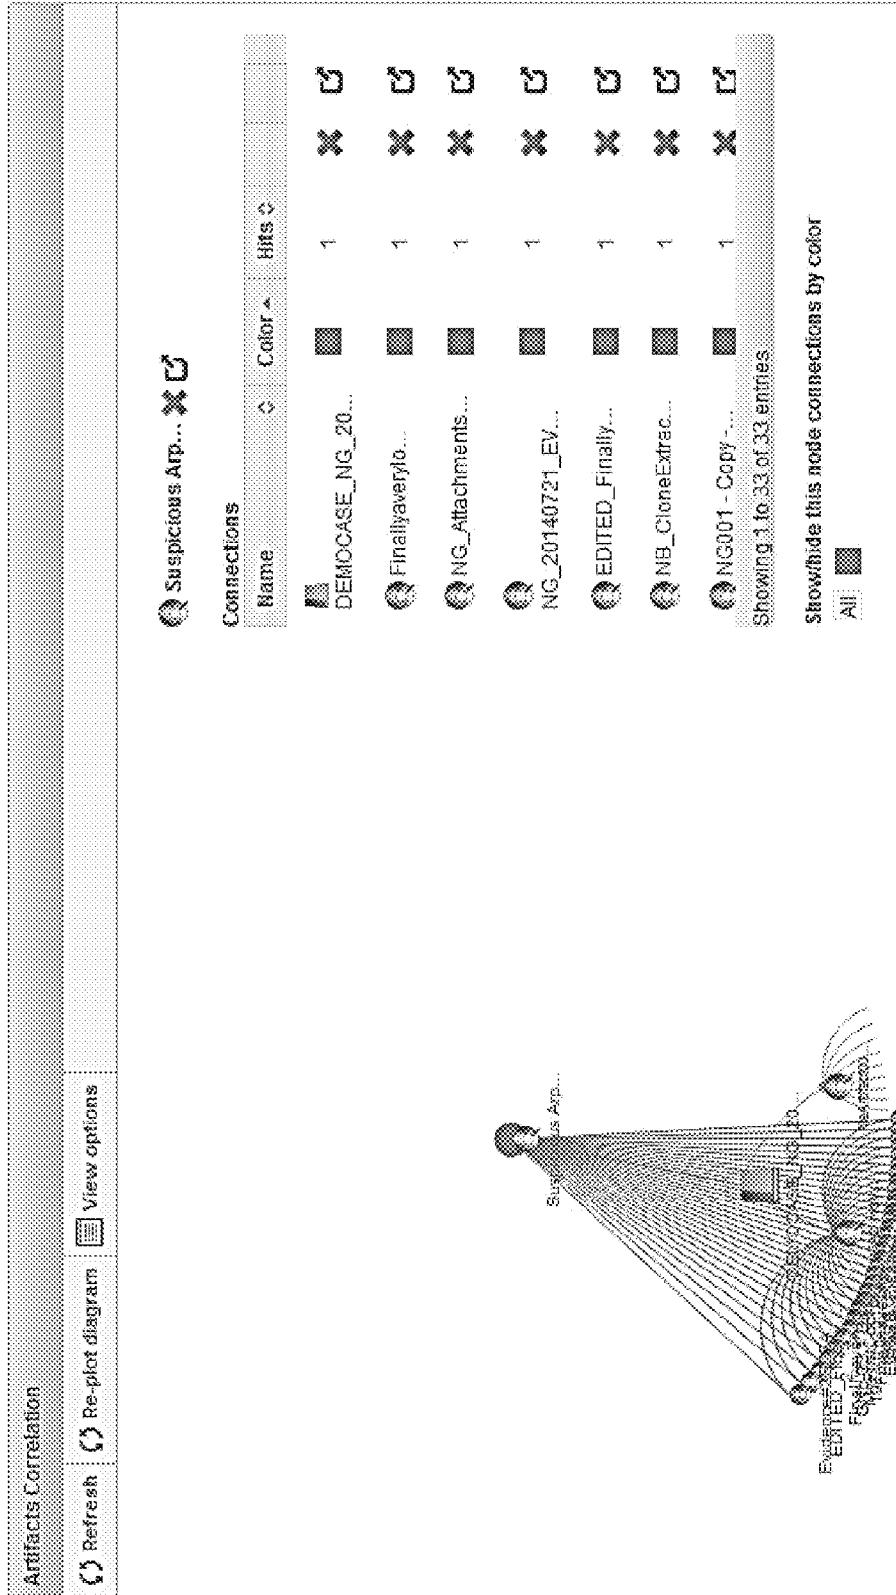 Artifacts Correlation
Refresh
Re-plot diagram
View options
Suspicious Arp...
Connections
Name Color Hits
DEMOCASE_NG_20... 1
Finallyaverylo... 1
NG_Attachments... 1
NG_20140721_EV... 1
EDITED_Finally... 1
NB_CloneExtrac... 1
NG001 - Copy -... 1
Showing 1 to 33 of 33 entries
Show/hide this node connections by color
All